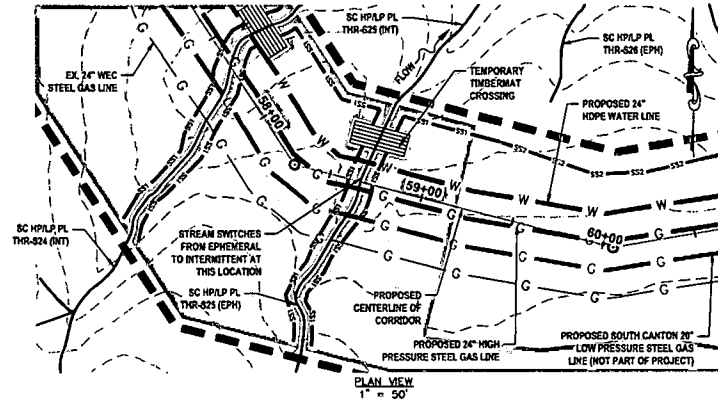 SC HP/LP PL
THR-S25 (INT)
SC HP/LP PL
THR-S26 (EPH)
EX. 24" WEC
STEEL GAS LINE
FLOW
TEMPORARY
TIMBERMAT
CROSSING
PROPOSED 24"
HDPE WATER LINE
58+00
59+00
60+00
SC HP/LP PL
THR-S24 (INT)
STREAM SWITCHES
FROM EPHEMERAL
TO INTERMITTENT AT
THIS LOCATION
SC HP/LP PL
THR-S25 (EPH)
PROPOSED
CENTERLINE OF
CORRIDOR
PROPOSED 24" HIGH
PRESSURE STEEL GAS LINE
PROPOSED SOUTH CANTON 20"
LOW PRESSURE STEEL GAS
LINE (NOT PART OF PROJECT)
PLAN VIEW
1" = 50'